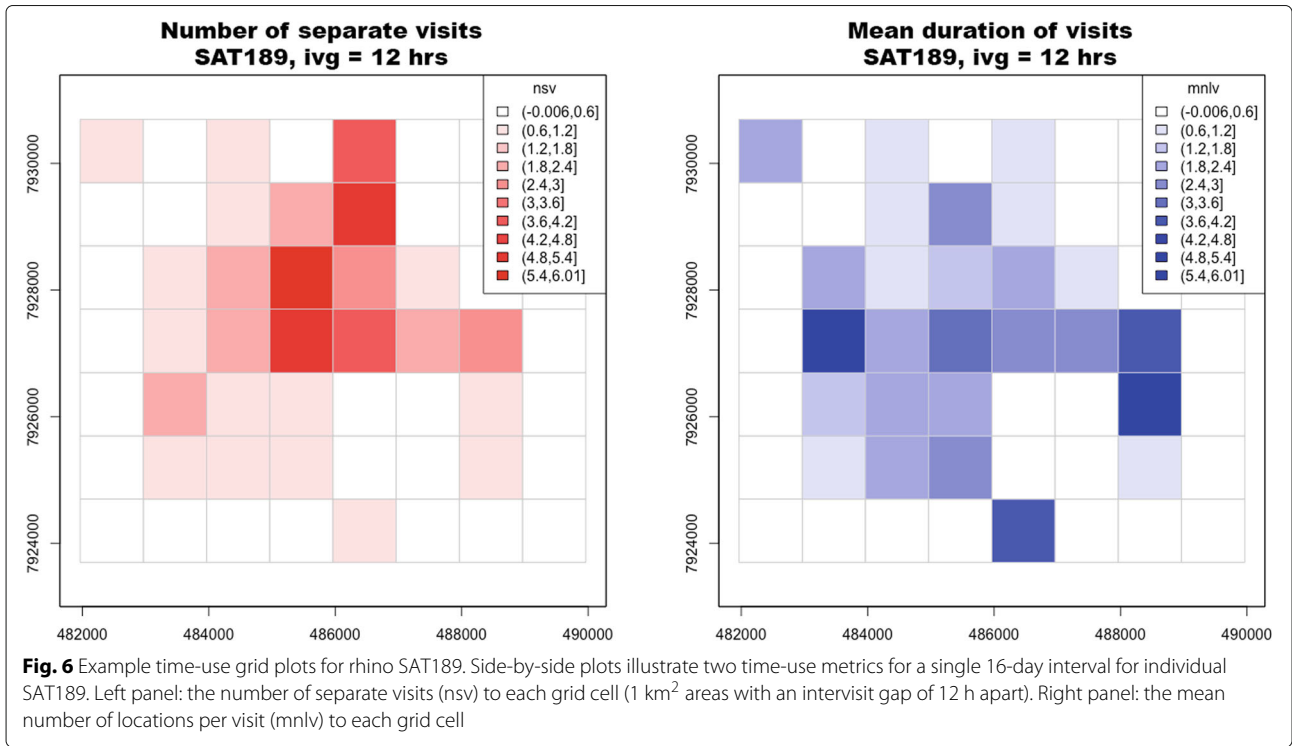 Number of separate visits
SAT189, ivg = 12 hrs
nsv
(-0.006,0.6]
(0.6,1.2]
(1.2,1.8]
(1.8,2.4]
(2.4,3]
(3,3.6]
(3.6,4.2]
(4.2,4.8]
(4.8,5.4]
(5.4,6.01]
7930000
7928000
7926000
7924000
482000 484000 486000 488000 490000
Mean duration of visits
SAT189, ivg = 12 hrs
mnlv
(-0.006,0.6]
(0.6,1.2]
(1.2,1.8]
(1.8,2.4]
(2.4,3]
(3,3.6]
(3.6,4.2]
(4.2,4.8]
(4.8,5.4]
(5.4,6.01]
7930000
7928000
7926000
7924000
482000 484000 486000 488000 490000
Fig. 6 Example time-use grid plots for rhino SAT189. Side-by-side plots illustrate two time-use metrics for a single 16-day interval for individual
SAT189. Left panel: the number of separate visits (nsv) to each grid cell (1 km² areas with an intervisit gap of 12 h apart). Right panel: the mean
number of locations per visit (mnlv) to each grid cell